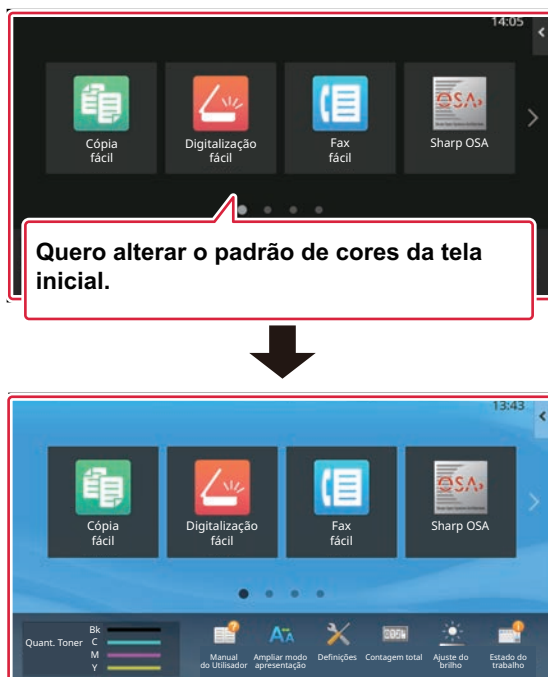 14:05
Cópia
fácil
Digitalização
fácil
Fax
fácil
OSA
Sharp OSA
Quero alterar o padrão de cores da tela
inicial.
13:43
Cópia
fácil
Digitalização
fácil
Fax
fácil
OSA
Sharp OSA
Quant. Toner
Bk
C
M
Y
Manual
do Utilisador
Ampliar modo
apresentação
Definições
Contagem total
Ajuste do
brilho
Estado do
trabalho